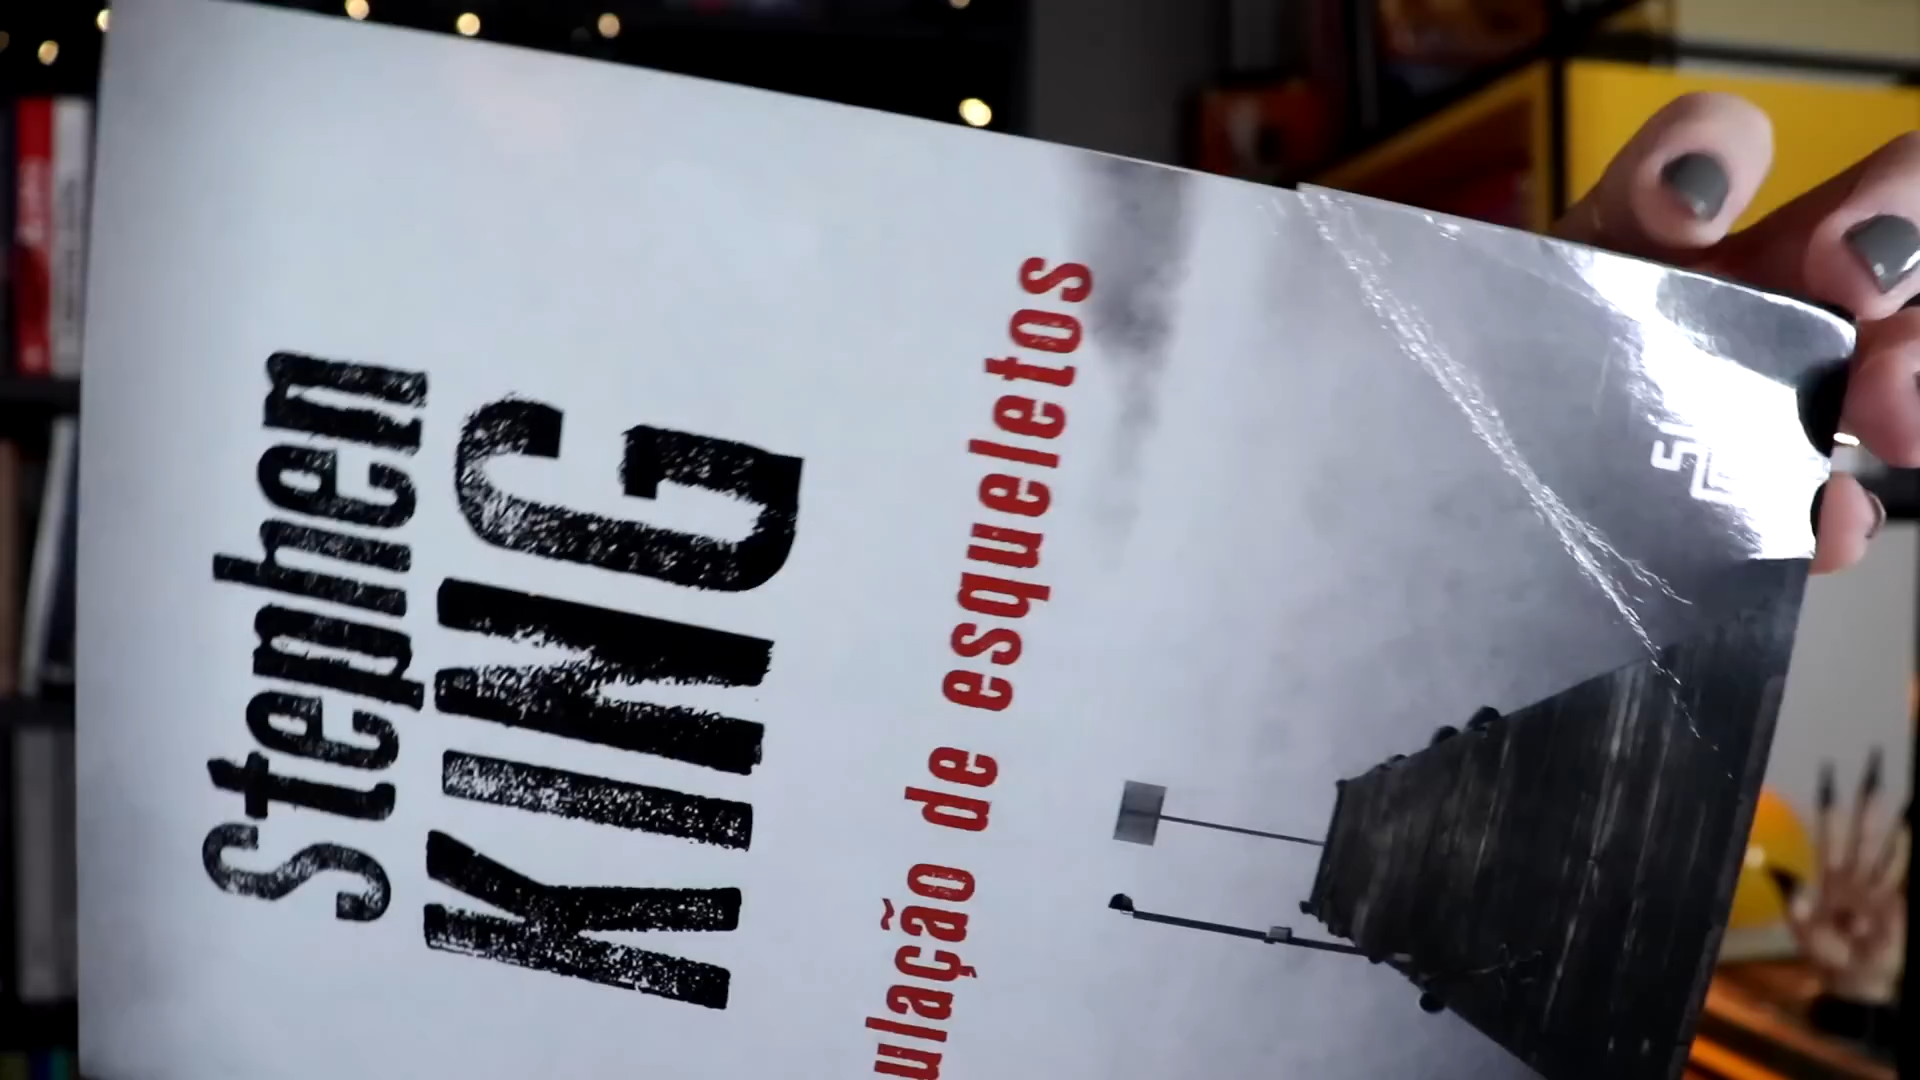 Stephen
KING
ulação de esqueletos